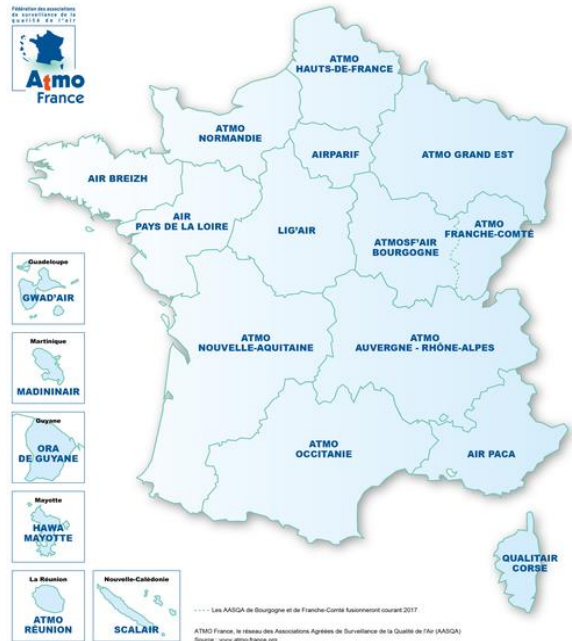 Fédération des associations
de surveillance de la
qualité de l'air
Atmo
France
ATMO
HAUTS-DE-FRANCE
ATMO
NORMANDIE
AIRPARIF
ATMO GRAND EST
AIR BREIZH
AIR
PAYS DE LA LOIRE
LIG'AIR
ATMOSF'AIR
BOURGOGNE
ATMO
FRANCHE-COMTÉ
Guadeloupe
GWAD'AIR
Martinique
MADININAIR
Guyane
ORA
DE GUYANE
Mayotte
HAWA
MAYOTTE
La Réunion
ATMO
RÉUNION
Nouvelle-Calédonie
SCALAIR
ATMO
NOUVELLE-AQUITAINE
ATMO
AUVERGNE - RHÔNE-ALPES
ATMO
OCCITANIE
AIR PACA
QUALITAIR
CORSE
Les AASQA de Bourgogne et de Franche-Comté fusionneront courant 2017
ATMO France, le réseau des Associations Agréées de Surveillance de la Qualité de l'Air (AASQA)
Source : www.atmo-france.org